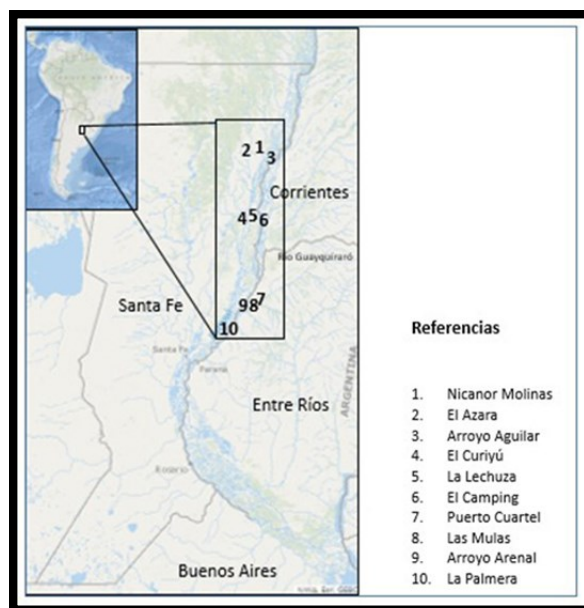 SOUTH AMERICA
2 1 3
Corrientes
4 5 6
Río Guayquiraró
Santa Fe
9 8 7
10
Santa Fe
Paraná
Entre Ríos
ARGENTINA
Rosario
Buenos Aires
Referencias
1. Nicanor Molinas
2. El Azara
3. Arroyo Aguilar
4. El Curiyú
5. La Lechuza
6. El Camping
7. Puerto Cuartel
8. Las Mulas
9. Arroyo Arenal
10. La Palmera